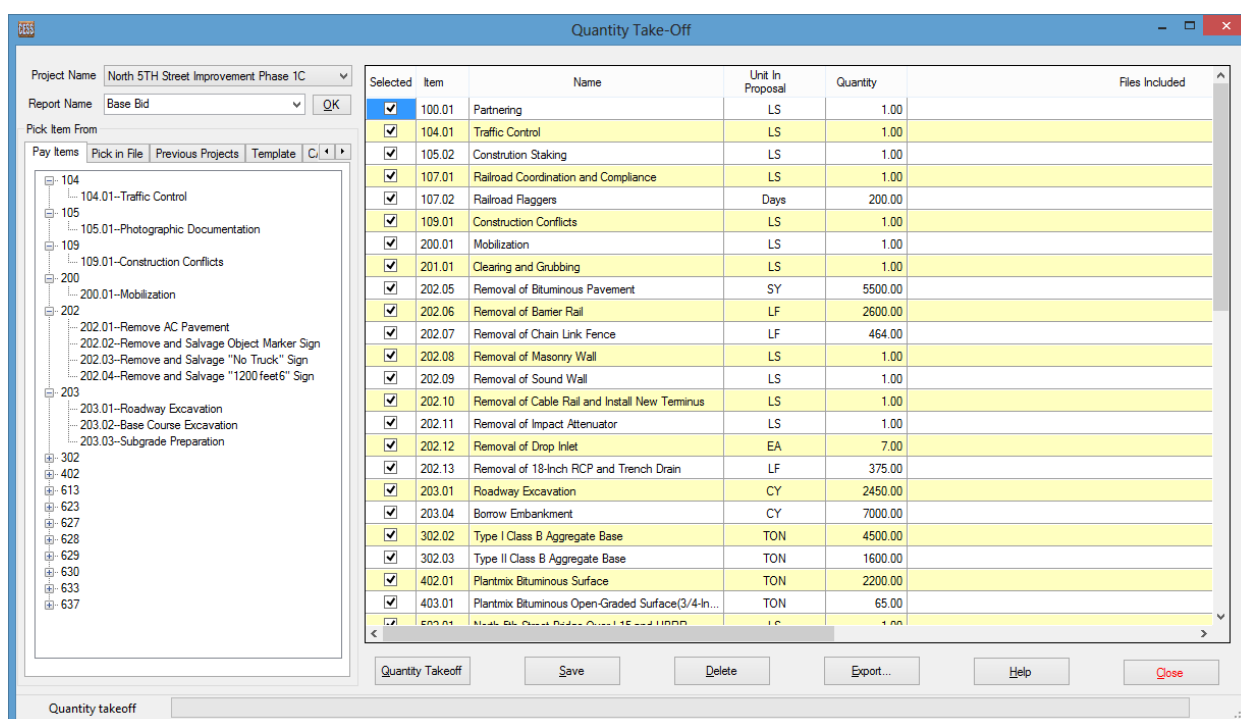 CESS
Quantity Take-Off
Project Name North 5TH Street Improvement Phase 1C
Report Name Base Bid OK
Pick Item From
Pay Items Pick in File Previous Projects Template
104
104.01--Traffic Control
105
105.01--Photographic Documentation
109
109.01--Construction Conflicts
200
200.01--Mobilization
202
202.01--Remove AC Pavement
202.02--Remove and Salvage Object Marker Sign
202.03--Remove and Salvage "No Truck" Sign
202.04--Remove and Salvage "1200feet6" Sign
203
203.01--Roadway Excavation
203.02--Base Course Excavation
203.03--Subgrade Preparation
302
402
613
623
627
628
629
630
633
637
Selected Item Name Unit In Proposal Quantity Files Included
100.01 Partnering LS 1.00
104.01 Traffic Control LS 1.00
105.02 Constrution Staking LS 1.00
107.01 Railroad Coordination and Compliance LS 1.00
107.02 Railroad Flaggers Days 200.00
109.01 Construction Conflicts LS 1.00
200.01 Mobilization LS 1.00
201.01 Clearing and Grubbing LS 1.00
202.05 Removal of Bituminous Pavement SY 5500.00
202.06 Removal of Barrier Rail LF 2600.00
202.07 Removal of Chain Link Fence LF 464.00
202.08 Removal of Masonry Wall LS 1.00
202.09 Removal of Sound Wall LS 1.00
202.10 Removal of Cable Rail and Install New Terminus LS 1.00
202.11 Removal of Impact Attenuator LS 1.00
202.12 Removal of Drop Inlet EA 7.00
202.13 Removal of 18-Inch RCP and Trench Drain LF 375.00
203.01 Roadway Excavation CY 2450.00
203.04 Borrow Embankment CY 7000.00
302.02 Type I Class B Aggregate Base TON 4500.00
302.03 Type II Class B Aggregate Base TON 1600.00
402.01 Plantmix Bituminous Surface TON 2200.00
403.01 Plantmix Bituminous Open-Graded Surface(3/4-In... TON 65.00
North 5th Street Bridge Over I-15 and UPRR LS 1.00
Quantity Takeoff Save Delete Export... Help Close
Quantity takeoff